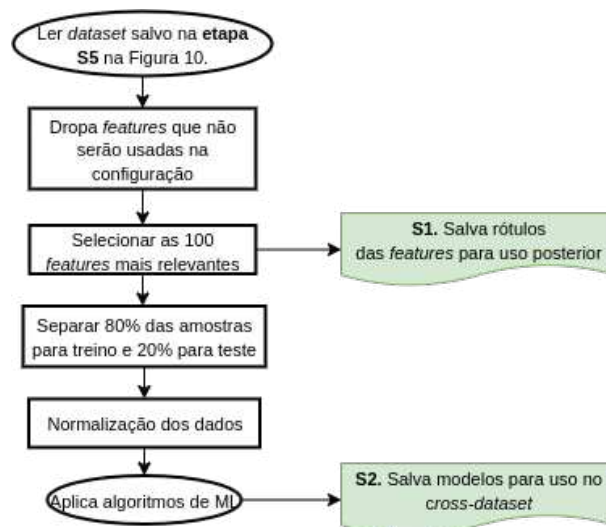 Ler dataset salvo na etapa
S5 na Figura 10.
Dropa features que não
serão usadas na
configuração
Selecionar as 100
features mais relevantes
S1. Salva rótulos
das features para uso posterior
Separar 80% das amostras
para treino e 20% para teste
Normalização dos dados
Aplica algoritmos de ML
S2. Salva modelos para uso no
cross-dataset